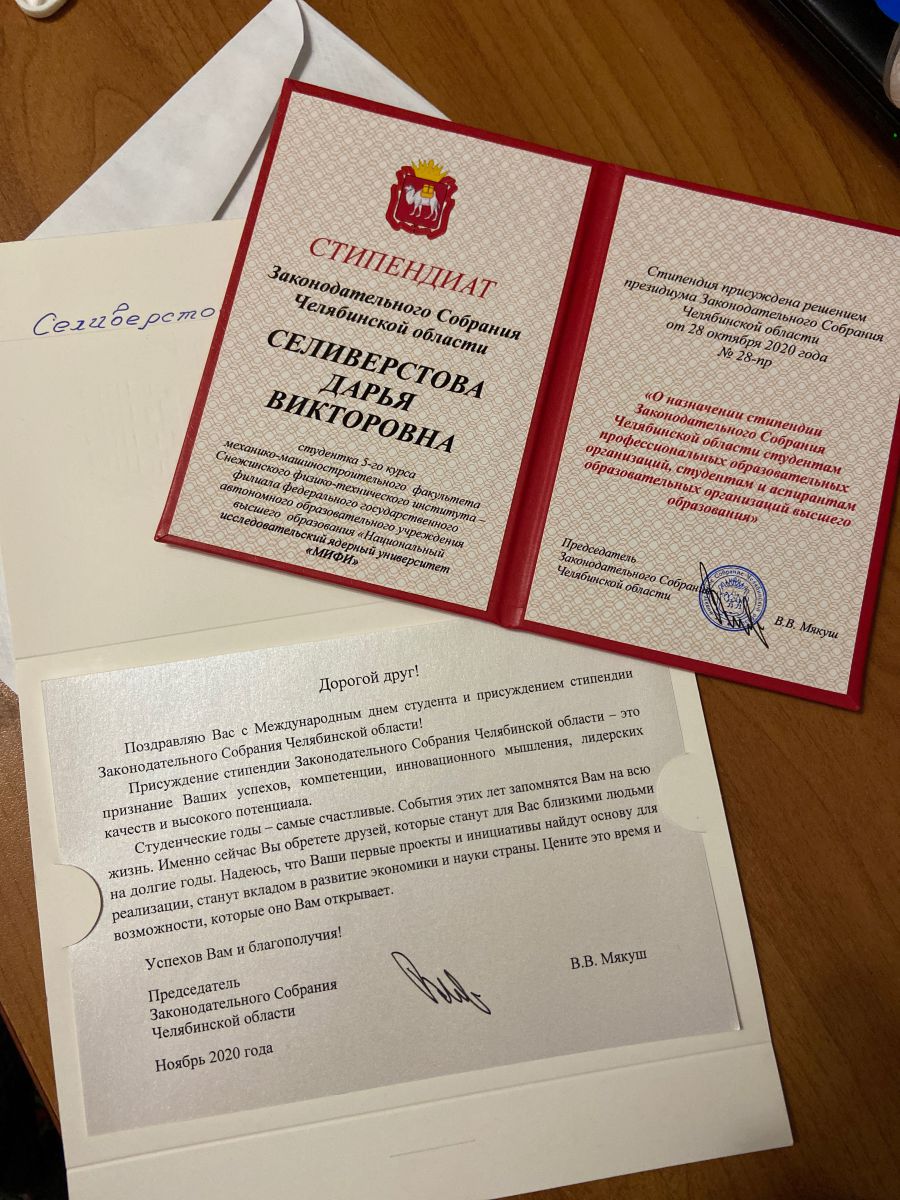 Селиверсто
СТИПЕНДИАТ
Законодательного Собрания
Челябинской области
СЕЛИВЕРСТОВА
ДАРЬЯ
ВИКТОРОВНА
студентка 5-го курса
механико-машиностроительного факультета
Снежинского физико-технического института –
филиала федерального государственного
автономного образовательного учреждения
высшего образования «Национальный
исследовательский ядерный университет
«МИФИ»
Стипендия присуждена решением
президиума Законодательного Собрания
Челябинской области
от 28 октября 2020 года
№ 28-пр
«О назначении стипендии
Законодательного Собрания
Челябинской области студентам
профессиональных образовательных
организаций, студентам и аспирантам
образовательных организаций высшего
образования»
Председатель
Законодательного Собрания
Челябинской области
В.В. Мякуш
Дорогой друг!
Поздравляю Вас с Международным днем студента и присуждением стипендии
Законодательного Собрания Челябинской области!
Присуждение стипендии Законодательного Собрания Челябинской области – это
признание Ваших успехов, компетенции, инновационного мышления, лидерских
качеств и высокого потенциала.
Студенческие годы – самые счастливые. События этих лет запомнятся Вам на всю
жизнь. Именно сейчас Вы обретете друзей, которые станут для Вас близкими людьми
на долгие годы. Надеюсь, что Ваши первые проекты и инициативы найдут основу для
реализации, станут вкладом в развитие экономики и науки страны. Цените это время и
возможности, которые оно Вам открывает.
Успехов Вам и благополучия!
Председатель
Законодательного Собрания
Челябинской области
В.В. Мякуш
Ноябрь 2020 года